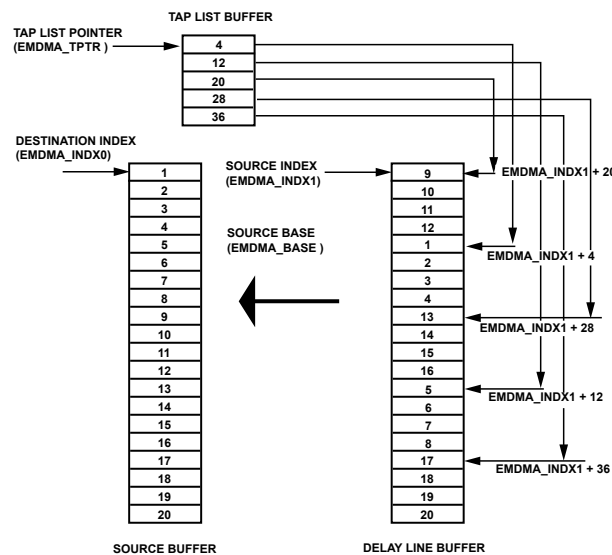 TAP LIST BUFFER
TAP LIST POINTER
(EMDMA_TPTR )
4
12
20
28
36
DESTINATION INDEX
(EMDMA_INDX0)
1
2
3
4
5
6
7
8
9
10
11
12
13
14
15
16
17
18
19
20
SOURCE BUFFER
SOURCE INDEX
(EMDMA_INDX1)
SOURCE BASE
(EMDMA_BASE )
9
10
11
12
1
2
3
4
13
14
15
16
5
6
7
8
17
18
19
20
DELAY LINE BUFFER
EMDMA_INDX1 + 20
EMDMA_INDX1 + 4
EMDMA_INDX1 + 28
EMDMA_INDX1 + 12
EMDMA_INDX1 + 36